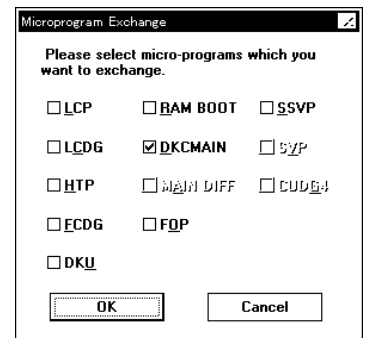 Microprogram Exchange
Please select micro-programs which you
want to exchange.
LCP RAM BOOT SSVP
LCDG DKCMAIN SVP
HTP MAIN DIFF CUDG4
FCDG FOP
DKU
OK Cancel